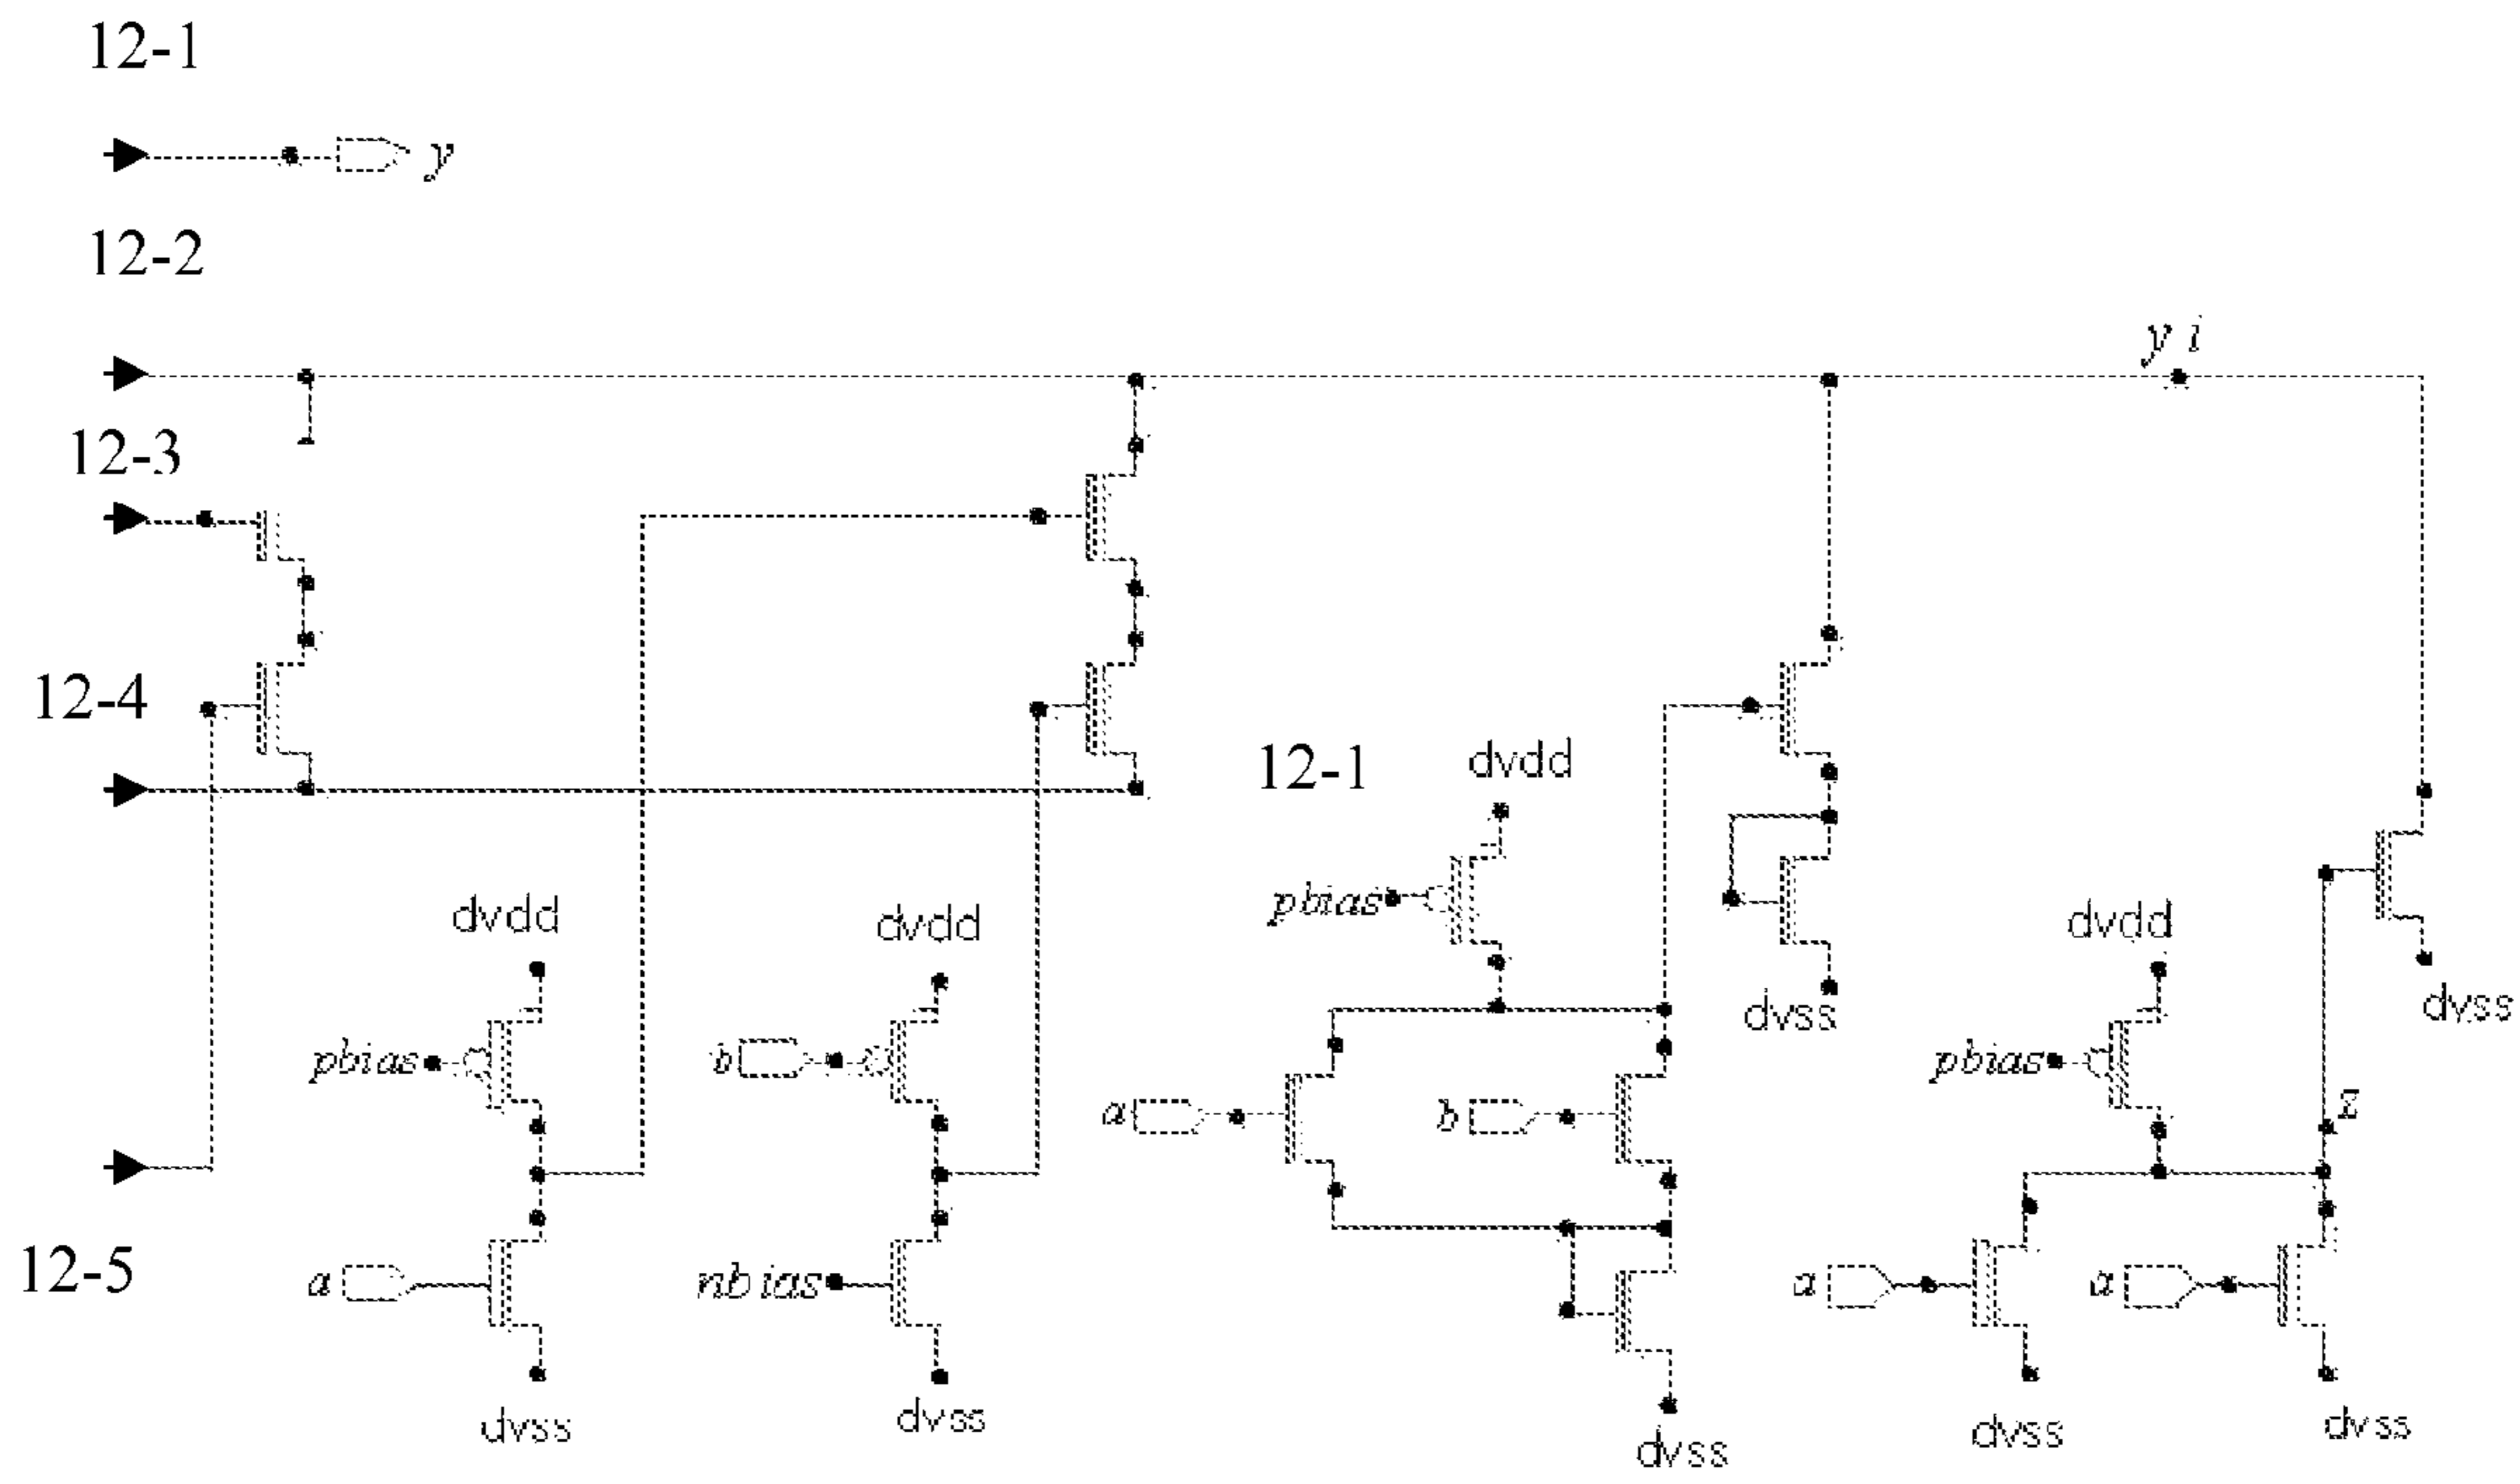 12-1
y
12-2
y i
12-3
12-4
12-1
dvdd
pbias
dvdd
dvdd
dvdd
dvss
dvss
pbias
b
pbias
a
b
z
12-5
a
nbias
a
a
dvss
dvss
dvss
dvss
dvss